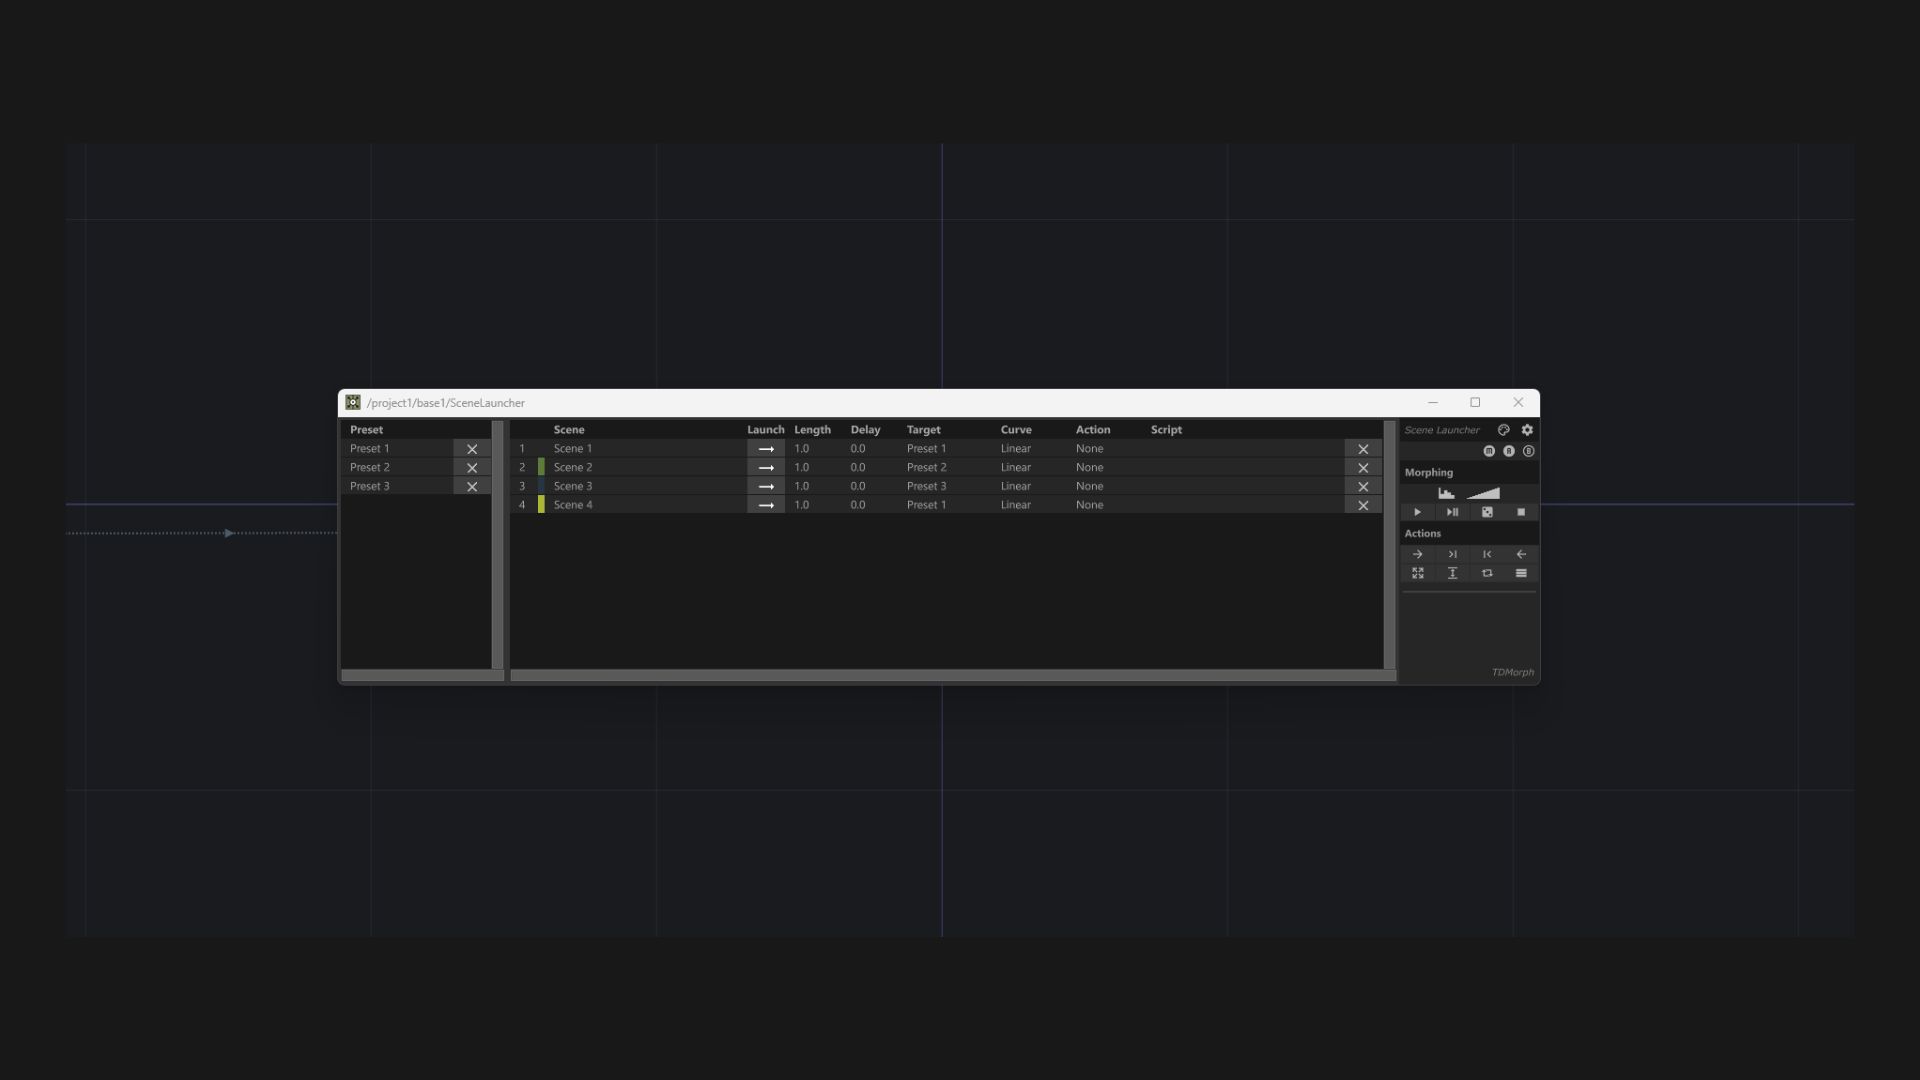 /project1/base1/SceneLauncher
Preset
Preset 1
Preset 2
Preset 3
Scene Launch Length Delay Target Curve Action Script
1 Scene 1 1.0 0.0 Preset 1 Linear None
2 Scene 2 1.0 0.0 Preset 2 Linear None
3 Scene 3 1.0 0.0 Preset 3 Linear None
4 Scene 4 1.0 0.0 Preset 1 Linear None
Scene Launcher
Morphing
Actions
TDMorph